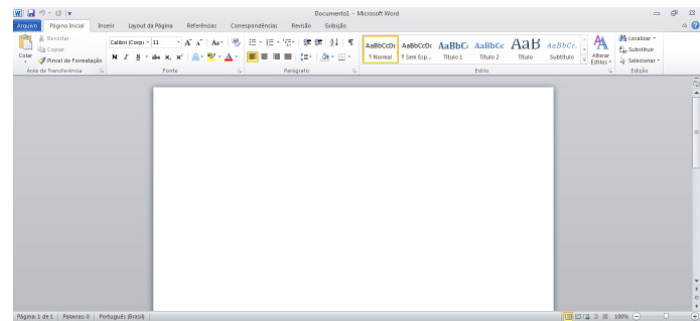 Documento1 - Microsoft Word
Arquivo Página Inicial Inserir Layout da Página Referências Correspondências Revisão Exibição
Colar
Recortar
Copiar
Pincel de Formatação
Área de Transferência
Calibri (Corpo 11
N I S abe x₂ x²
Fonte
Parágrafo
AaBbCcDc AaBbCcDc AaBbC AaBbCc AaB AaBbCc.
¶ Normal ¶ Sem Esp... Título 1 Título 2 Título Subtítulo
Alterar
Estilos
Estilo
Localizar
Substituir
Selecionar
Edição
Página: 1 de 1 Palavras: 0 Português (Brasil) 100%